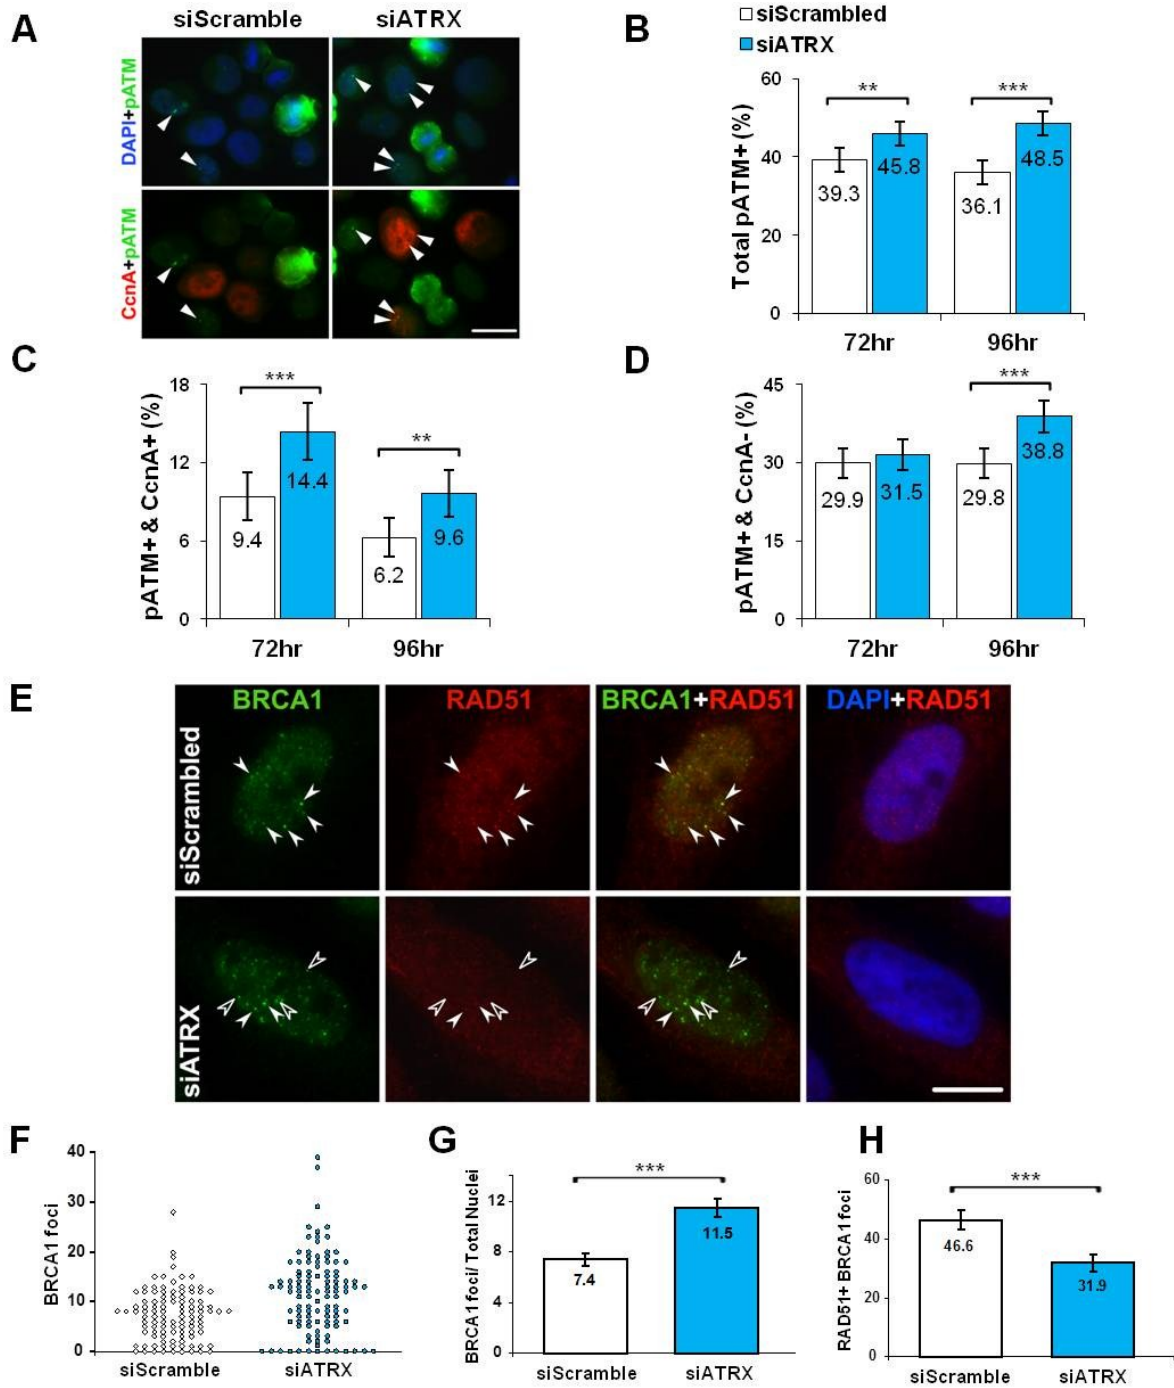 A
siScramble
siATRX
DAPI+pATM
CcnA+pATM
B
siScrambled
siATRX
Total pATM+ (%)
60
40
20
0
**
***
39.3
45.8
36.1
48.5
72hr
96hr
C
pATM+ & CcnA+ (%)
18
12
6
0
***
**
9.4
14.4
6.2
9.6
72hr
96hr
D
pATM+ & CcnA- (%)
45
30
15
0
***
29.9
31.5
29.8
38.8
72hr
96hr
E
BRCA1
RAD51
BRCA1+RAD51
DAPI+RAD51
siScrambled
siATRX
F
BRCA1 foci
40
30
20
10
0
siScramble
siATRX
G
BRCA1 foci/ Total Nuclei
12
8
4
0
***
7.4
11.5
siScramble
siATRX
H
RAD51+ BRCA1 foci
60
40
20
0
***
46.6
31.9
siScramble
siATRX